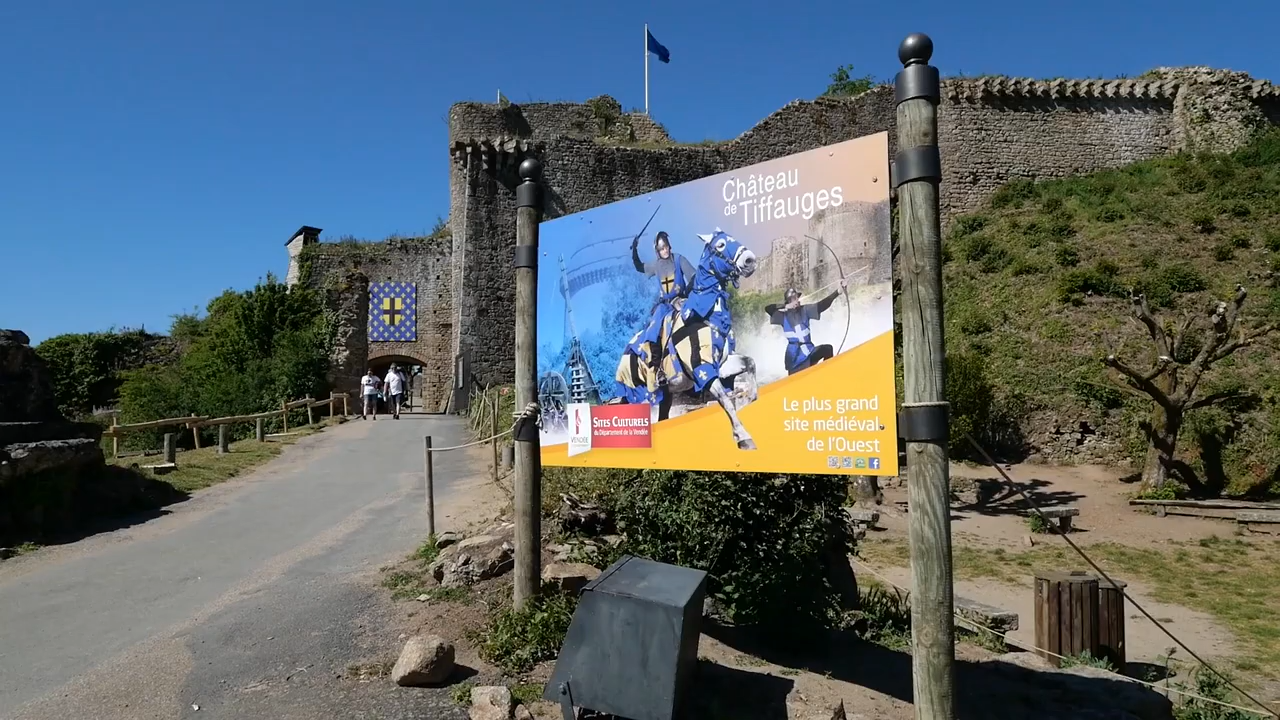 Château
de Tiffauges
VENDÉE
SITES CULTURELS
du Département de la Vendée
Le plus grand
site médiéval
de l'Ouest